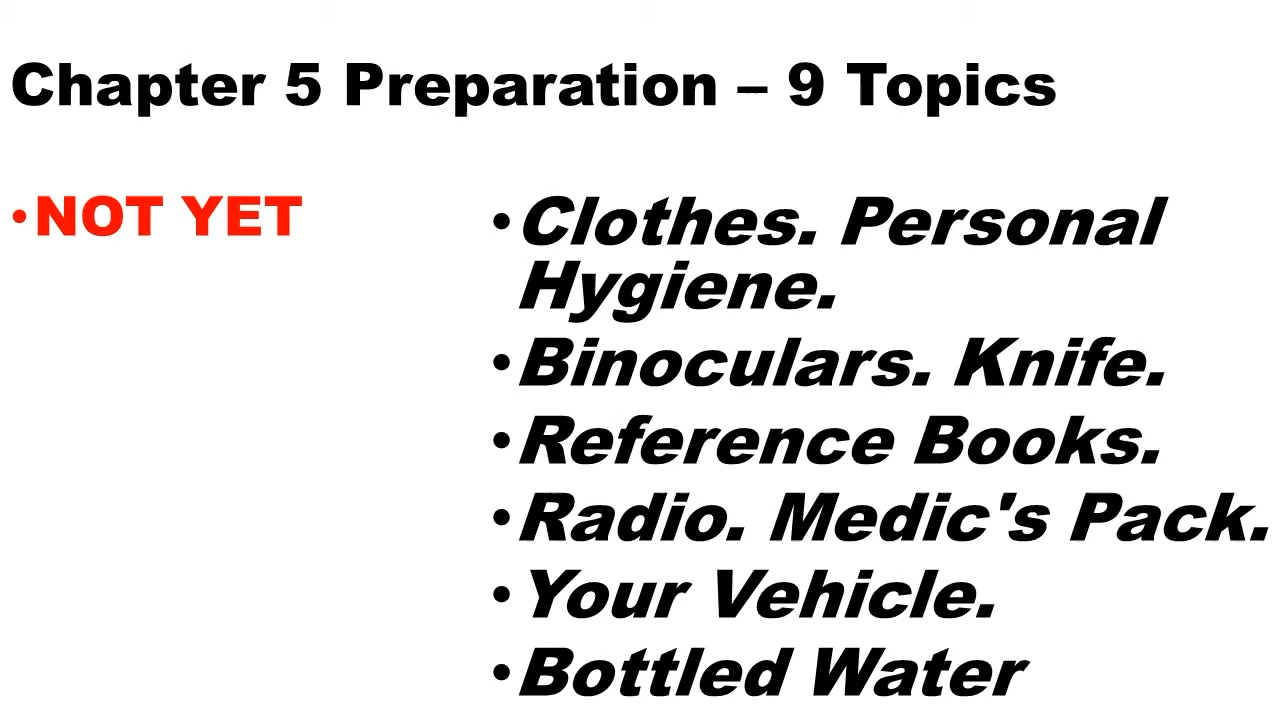 Chapter 5 Preparation – 9 Topics
•NOT YET
•Clothes. Personal
Hygiene.
•Binoculars. Knife.
•Reference Books.
•Radio. Medic's Pack.
•Your Vehicle.
•Bottled Water